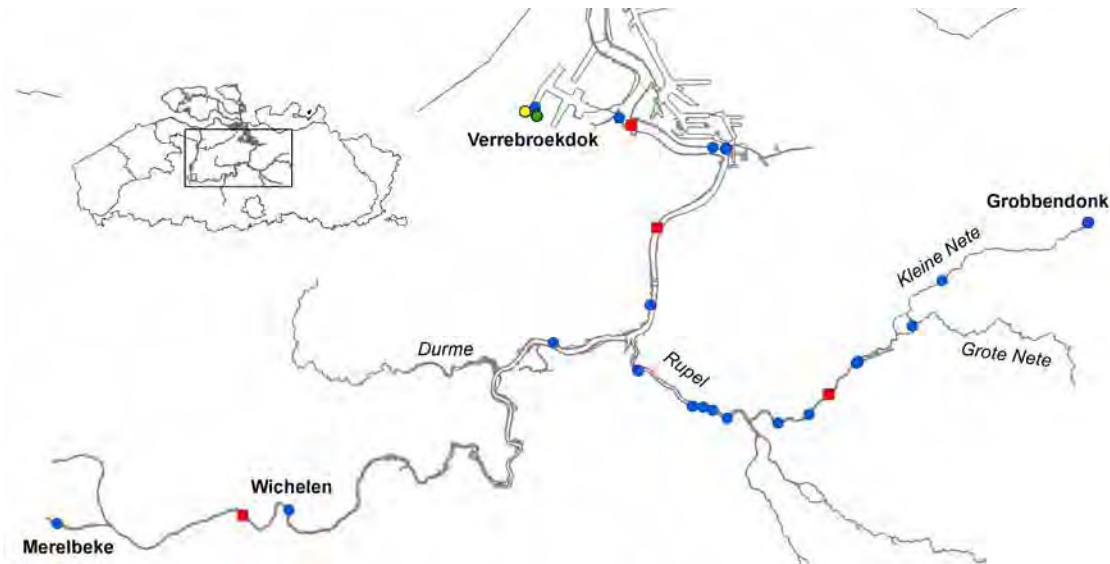 Verrebroekdok
Grobbendonk
Kleine Nete
Grote Nete
Durme
Rupel
Wichelen
Merelbeke